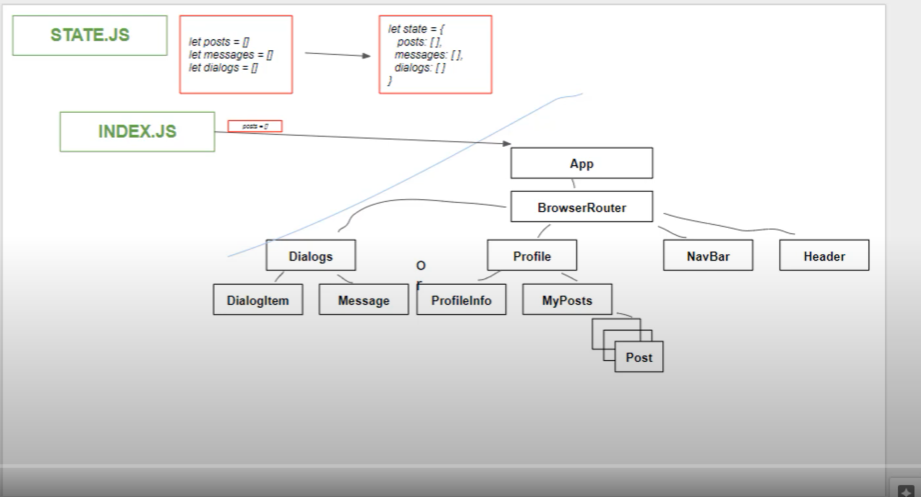 STATE.JS
let posts = []
let messages = []
let dialogs = []
let state = {
posts: [ ],
messages: [ ],
dialogs: [ ]
}
INDEX.JS
posts = []
App
BrowserRouter
Dialogs
O
r
Profile
NavBar
Header
DialogItem
Message
ProfileInfo
MyPosts
Post